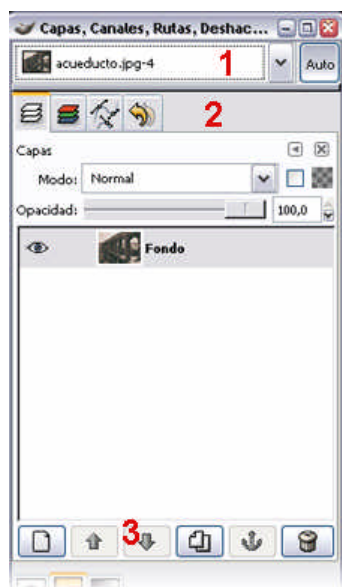 Capas, Canales, Rutas, Deshac...
acueducto.jpg-4 1 Auto
2
Capas
Modo: Normal
Opacidad: 100,0
Fondo
3